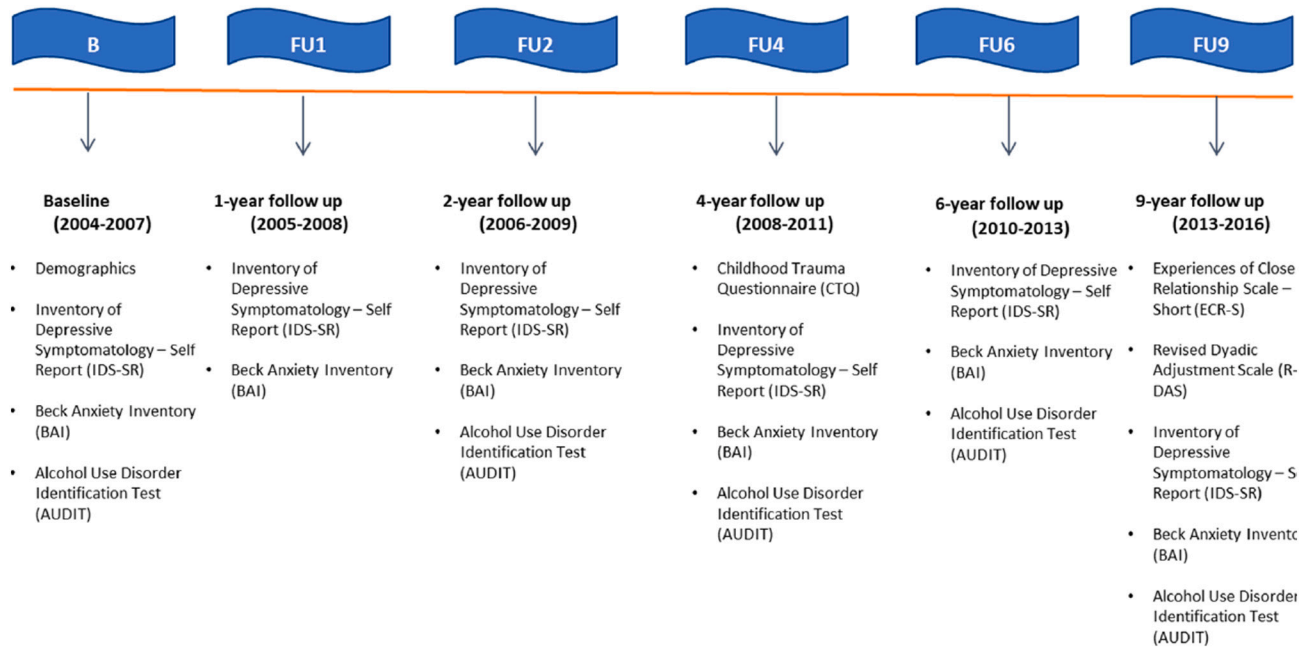 B
FU1
FU2
FU4
FU6
FU9
Baseline
(2004-2007)
• Demographics
• Inventory of
Depressive
Symptomatology – Self
Report (IDS-SR)
• Beck Anxiety Inventory
(BAI)
• Alcohol Use Disorder
Identification Test
(AUDIT)
1-year follow up
(2005-2008)
• Inventory of
Depressive
Symptomatology – Self
Report (IDS-SR)
• Beck Anxiety Inventory
(BAI)
2-year follow up
(2006-2009)
• Inventory of
Depressive
Symptomatology – Self
Report (IDS-SR)
• Beck Anxiety Inventory
(BAI)
• Alcohol Use Disorder
Identification Test
(AUDIT)
4-year follow up
(2008-2011)
• Childhood Trauma
Questionnaire (CTQ)
• Inventory of
Depressive
Symptomatology – Self
Report (IDS-SR)
• Beck Anxiety Inventory
(BAI)
• Alcohol Use Disorder
Identification Test
(AUDIT)
6-year follow up
(2010-2013)
• Inventory of Depressive
Symptomatology – Self
Report (IDS-SR)
• Beck Anxiety Inventory
(BAI)
• Alcohol Use Disorder
Identification Test
(AUDIT)
9-year follow up
(2013-2016)
• Experiences of Close
Relationship Scale –
Short (ECR-S)
• Revised Dyadic
Adjustment Scale (R-
DAS)
• Inventory of
Depressive
Symptomatology – S
Report (IDS-SR)
• Beck Anxiety Invento
(BAI)
• Alcohol Use Disorder
Identification Test
(AUDIT)